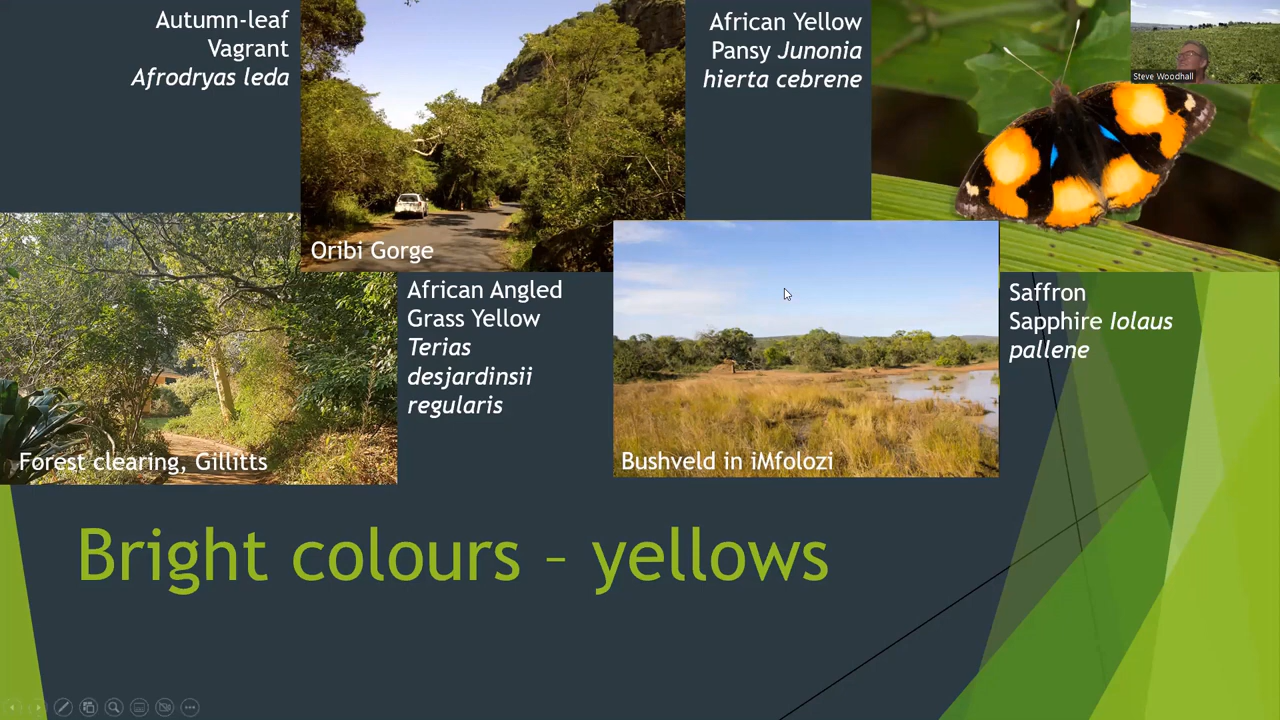 Autumn-leaf
Vagrant
Afrodryas leda
African Yellow
Pansy Junonia
hierta cebrene
Steve Woodhall
Oribi Gorge
African Angled
Grass Yellow
Terias
desjardinsii
regularis
Saffron
Sapphire Iolaus
pallene
Forest clearing, Gillitts
Bushveld in iMfolozi
Bright colours – yellows